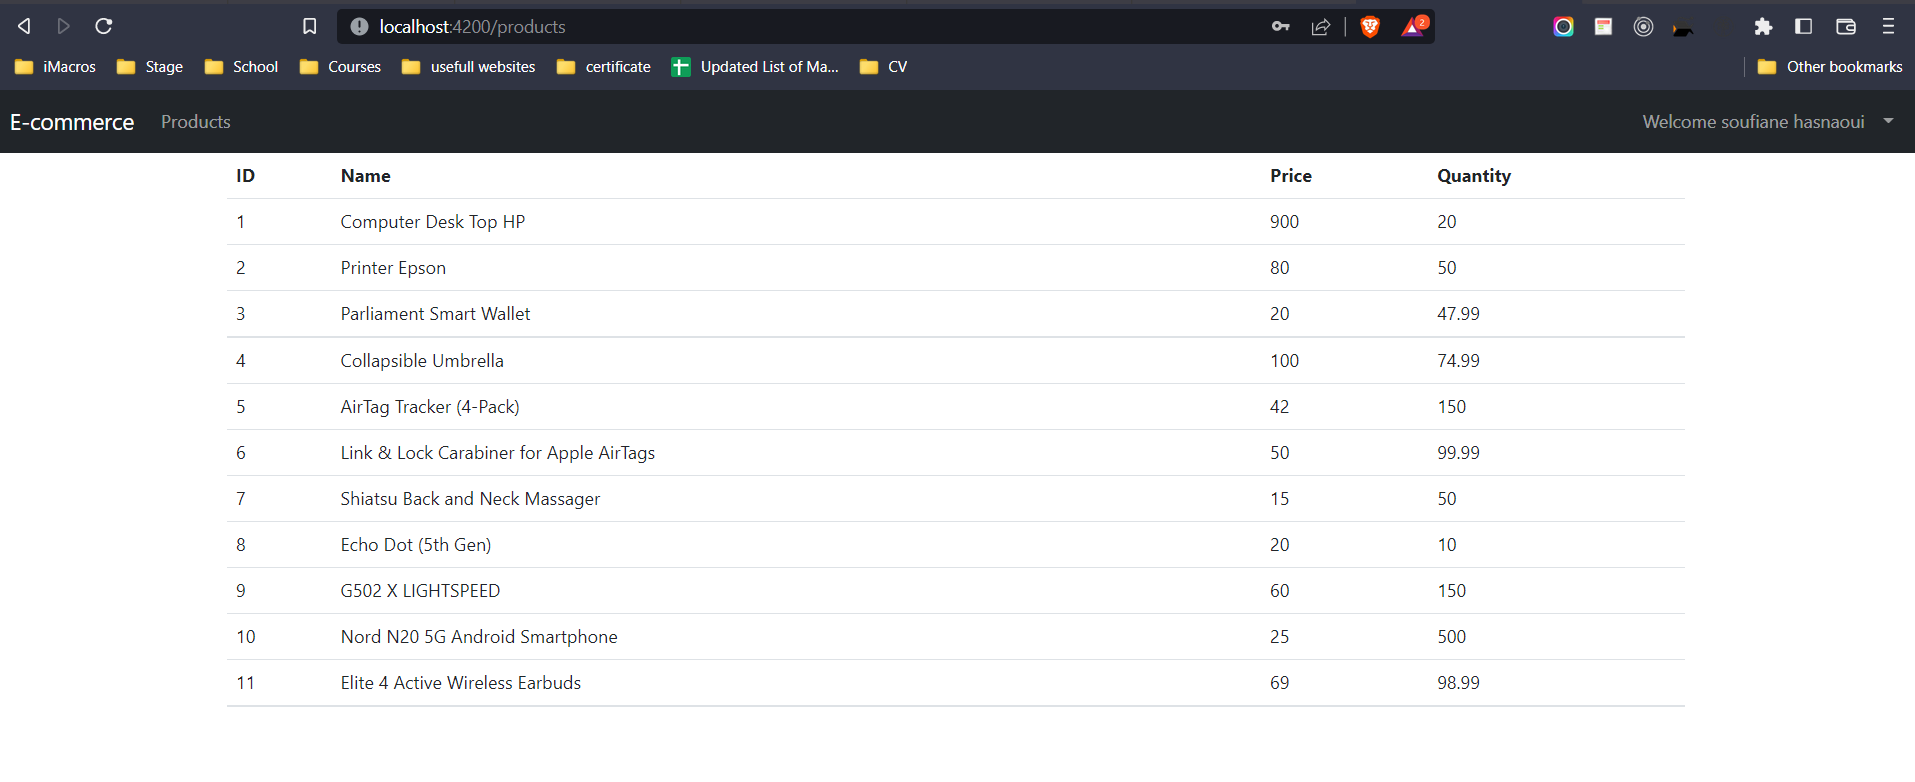 localhost:4200/products
2
iMacros Stage School Courses usefull websites certificate Updated List of Ma... CV Other bookmarks
E-commerce Products Welcome soufiane hasnaoui
ID Name Price Quantity
1 Computer Desk Top HP 900 20
2 Printer Epson 80 50
3 Parliament Smart Wallet 20 47.99
4 Collapsible Umbrella 100 74.99
5 AirTag Tracker (4-Pack) 42 150
6 Link & Lock Carabiner for Apple AirTags 50 99.99
7 Shiatsu Back and Neck Massager 15 50
8 Echo Dot (5th Gen) 20 10
9 G502 X LIGHTSPEED 60 150
10 Nord N20 5G Android Smartphone 25 500
11 Elite 4 Active Wireless Earbuds 69 98.99